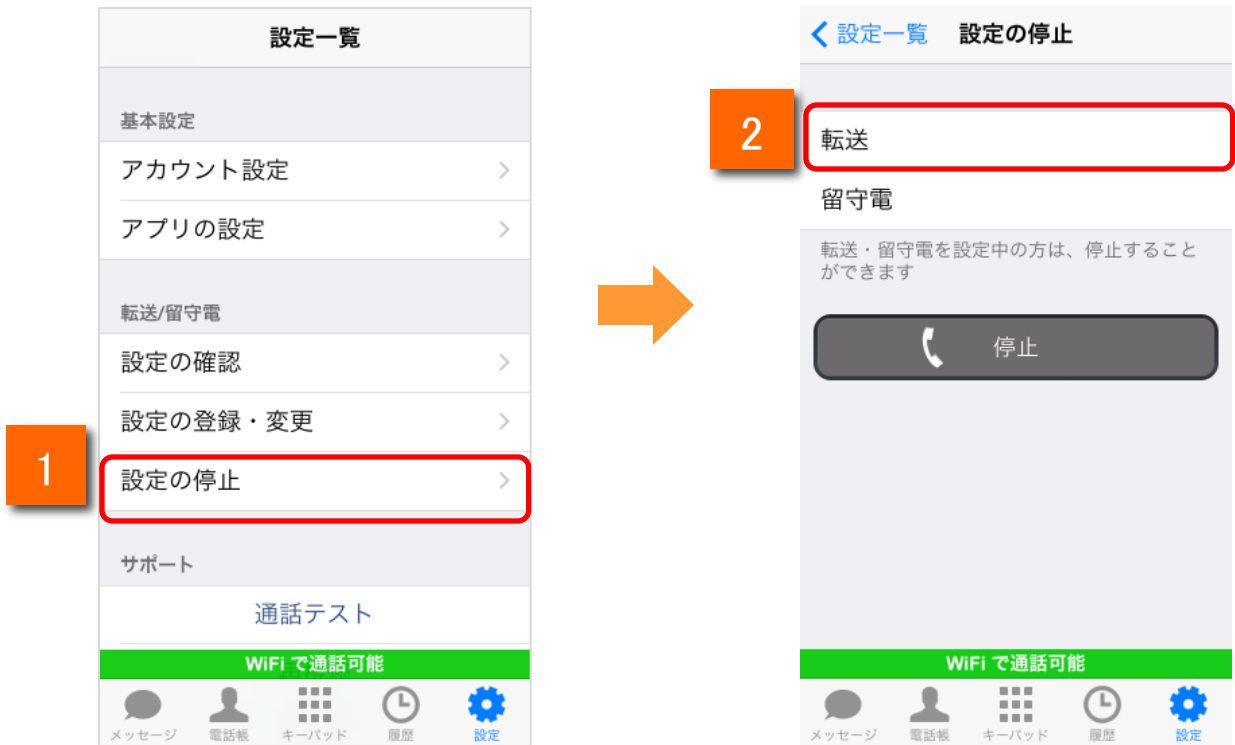 設定一覧
基本設定
アカウント設定
アプリの設定
転送/留守電
設定の確認
設定の登録・変更
1
設定の停止
サポート
通話テスト
WiFi で通話可能
メッセージ 電話帳 キーパッド 履歴 設定
設定一覧 設定の停止
2
転送
留守電
転送・留守電を設定中の方は、停止すること
ができます
停止
WiFi で通話可能
メッセージ 電話帳 キーパッド 履歴 設定